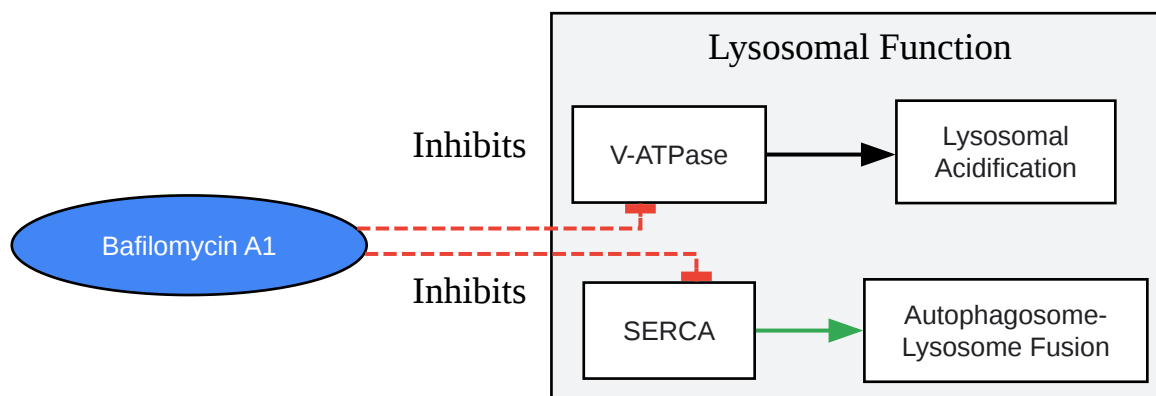 Lysosomal Function
Inhibits
V-ATPase
Lysosomal
Acidification
Bafilomycin A1
Inhibits
SERCA
Autophagosome-
Lysosome Fusion